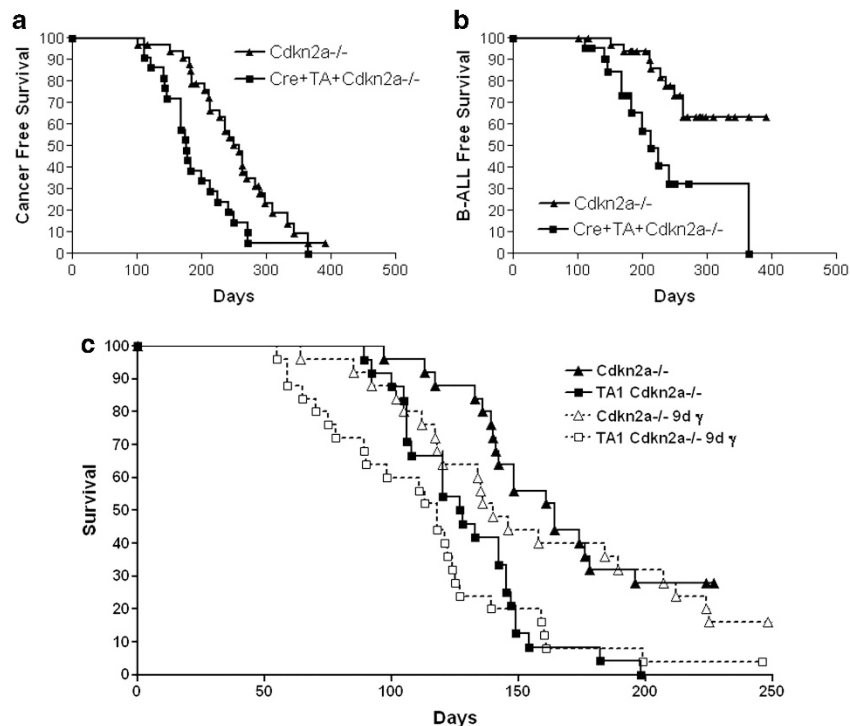 a
Cancer Free Survival
100
90
80
70
60
50
40
30
20
10
0
Cdkn2a-/-
Cre+TA+Cdkn2a-/-
0 100 200 300 400 500
Days
b
B-ALL Free Survival
100
90
80
70
60
50
40
30
20
10
0
Cdkn2a-/-
Cre+TA+Cdkn2a-/-
0 100 200 300 400 500
Days
c
Survival
100
90
80
70
60
50
40
30
20
10
0
Cdkn2a-/-
TA1 Cdkn2a-/-
Cdkn2a-/- 9d γ
TA1 Cdkn2a-/- 9d γ
0 50 100 150 200 250
Days